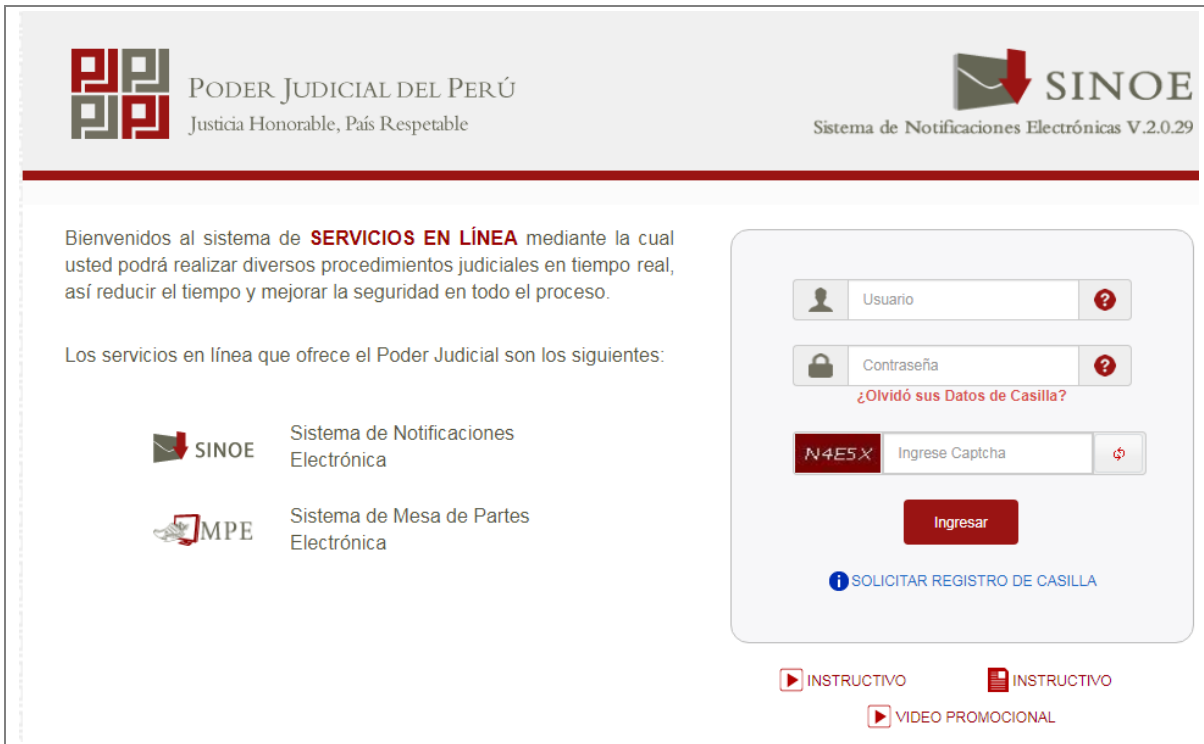 PODER JUDICIAL DEL PERÚ
Justicia Honorable, País Respetable
SINOE
Sistema de Notificaciones Electrónicas V.2.0.29
Bienvenidos al sistema de SERVICIOS EN LÍNEA mediante la cual
usted podrá realizar diversos procedimientos judiciales en tiempo real,
así reducir el tiempo y mejorar la seguridad en todo el proceso.
Los servicios en línea que ofrece el Poder Judicial son los siguientes:
SINOE
Sistema de Notificaciones
Electrónica
MPE
Sistema de Mesa de Partes
Electrónica
Usuario
Contraseña
¿Olvidó sus Datos de Casilla?
N4E5X
Ingrese Captcha
Ingresar
SOLICITAR REGISTRO DE CASILLA
INSTRUCTIVO
INSTRUCTIVO
VIDEO PROMOCIONAL